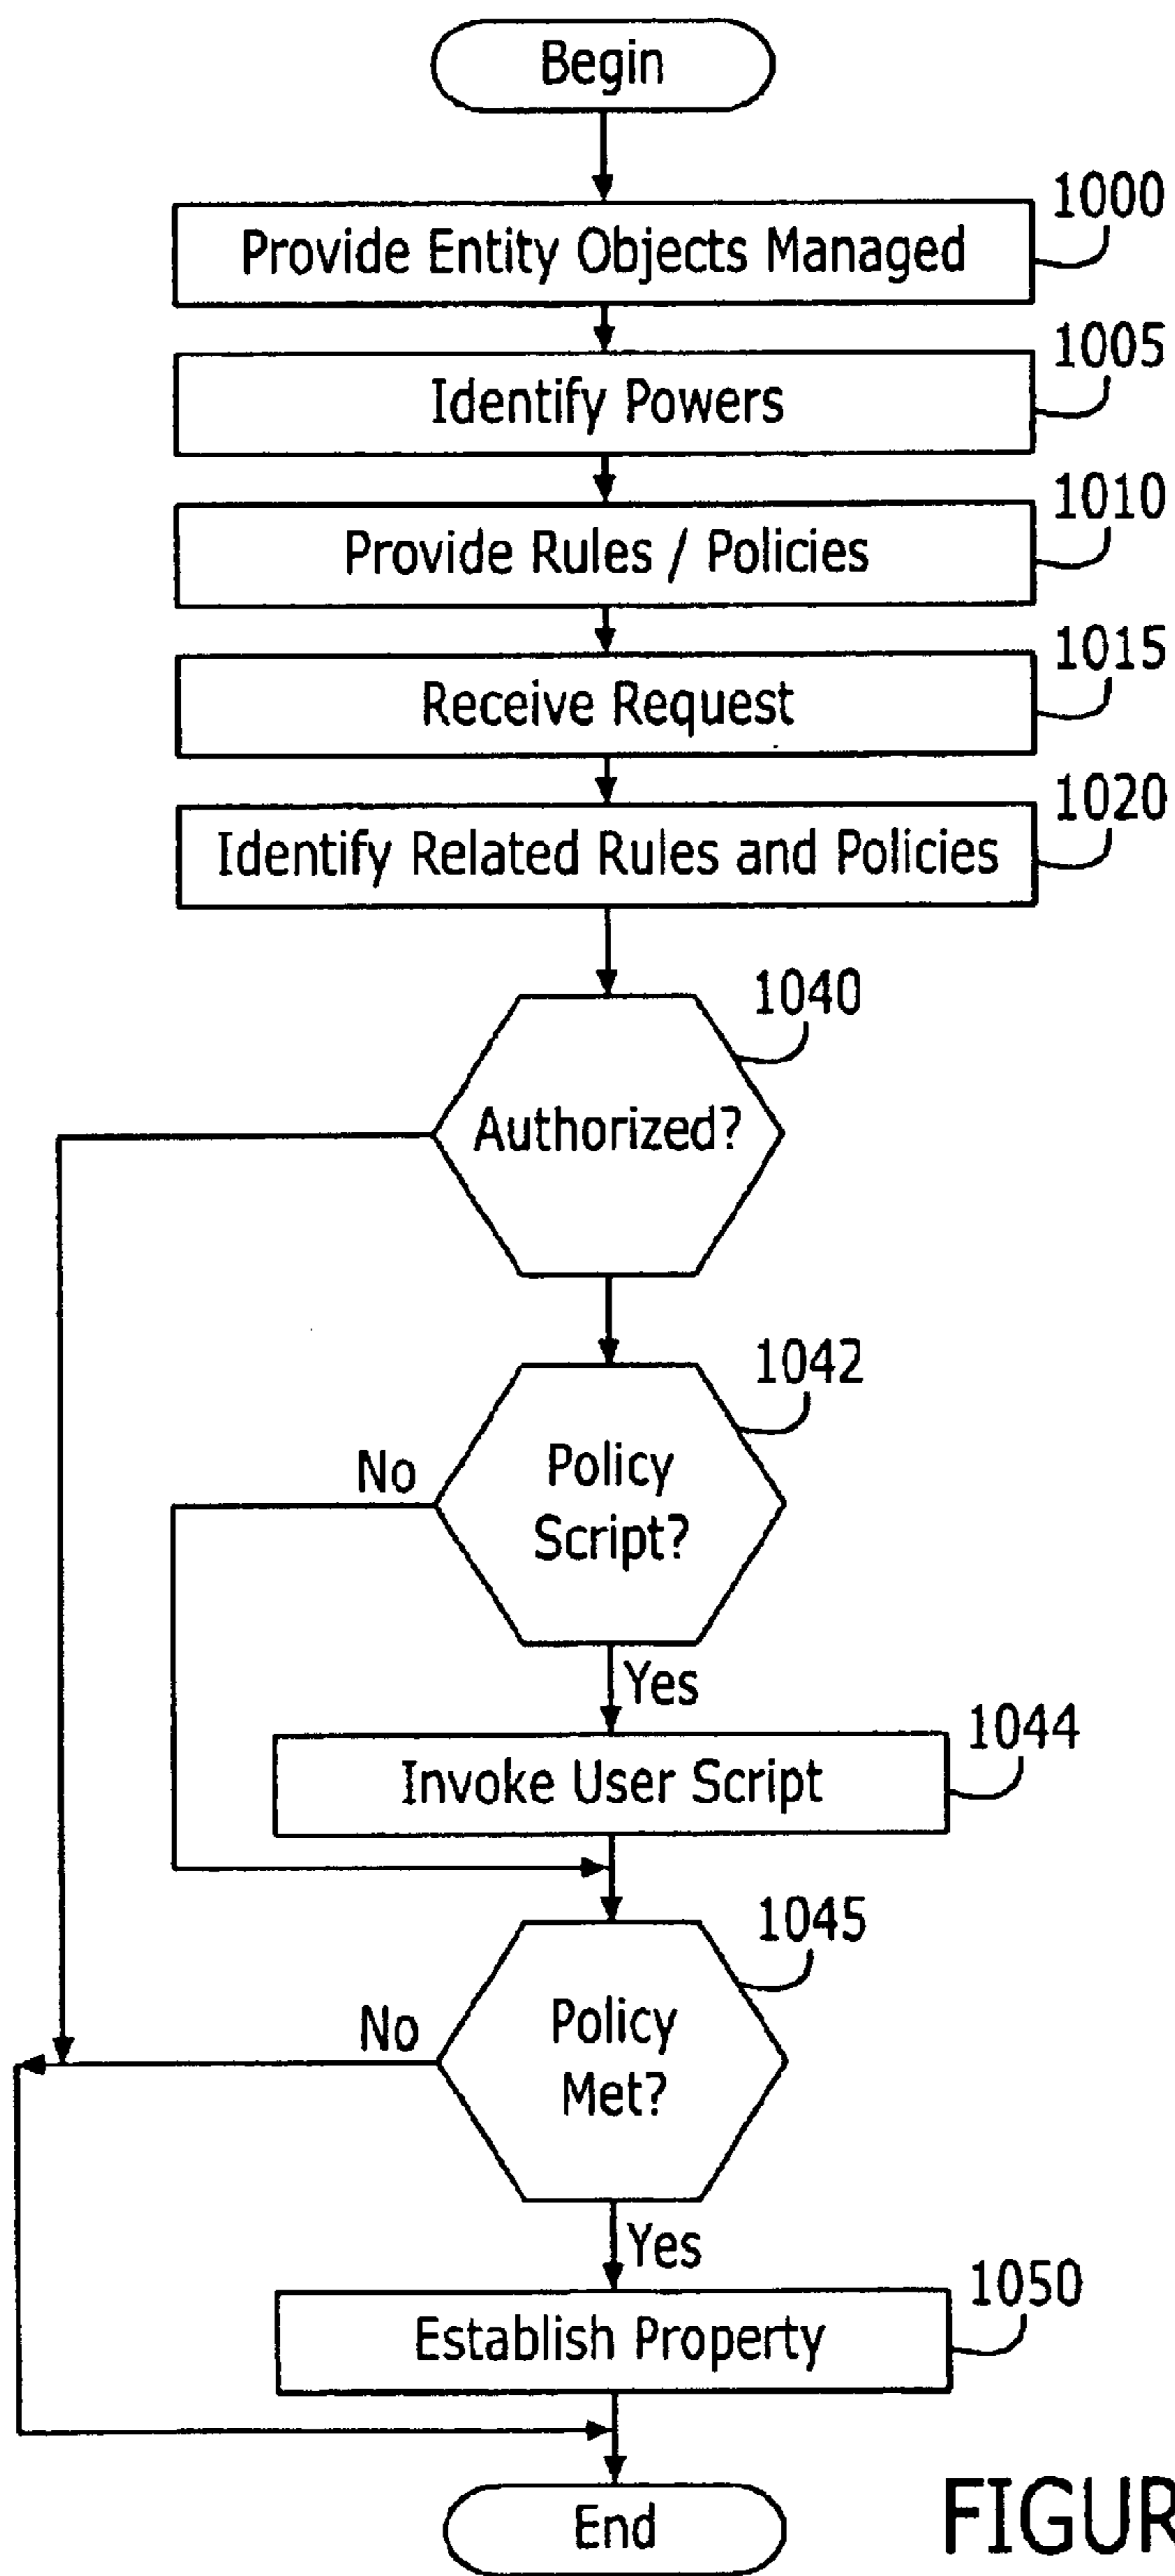 Begin
1000
Provide Entity Objects Managed
1005
Identify Powers
1010
Provide Rules / Policies
1015
Receive Request
1020
Identify Related Rules and Policies
1040
Authorized?
1042
No
Policy
Script?
Yes
1044
Invoke User Script
1045
No
Policy
Met?
Yes
1050
Establish Property
End
FIGUR